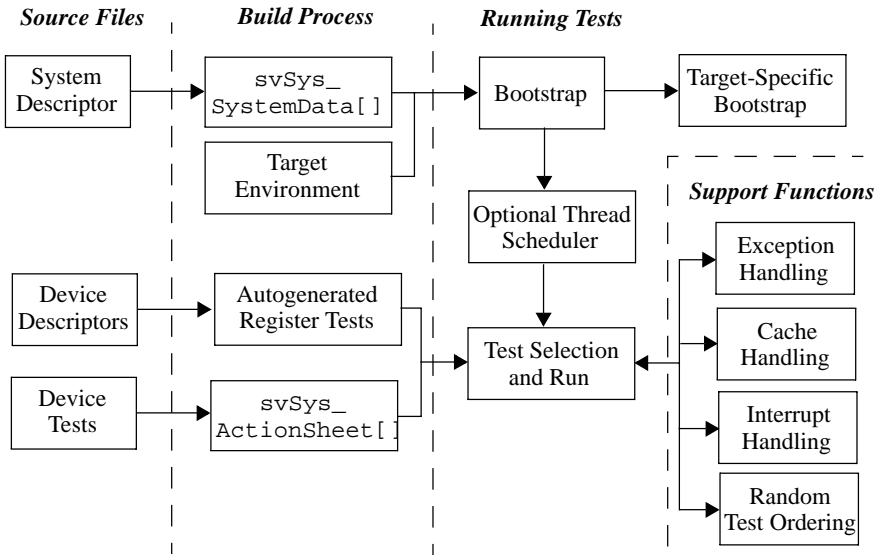 Source Files
Build Process
Running Tests
System
Descriptor
svSys_
SystemData[]
Bootstrap
Target-Specific
Bootstrap
Target
Environment
Support Functions
Optional Thread
Scheduler
Exception
Handling
Device
Descriptors
Autogenerated
Register Tests
Test Selection
and Run
Cache
Handling
Device
Tests
svSys_
ActionSheet[]
Interrupt
Handling
Random
Test Ordering